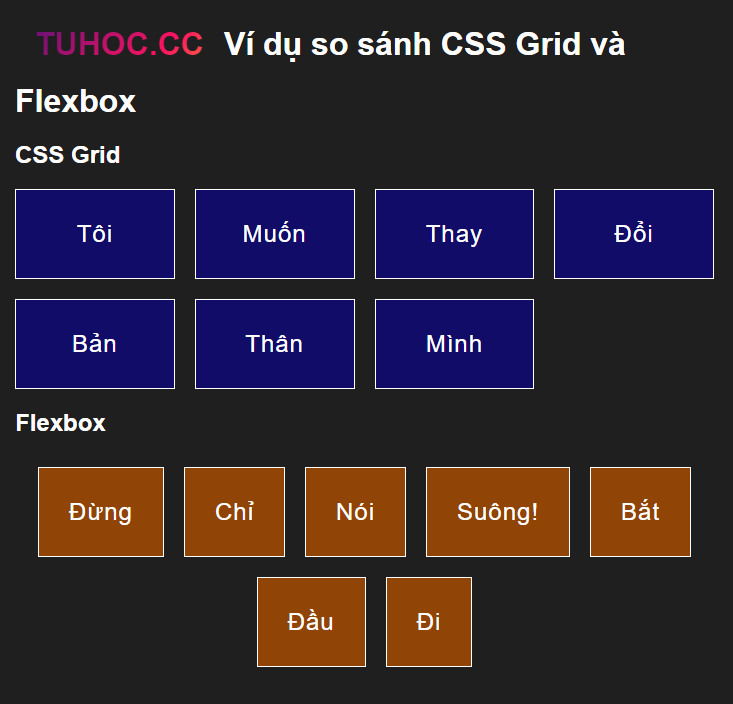 TUHOC.CC Ví dụ so sánh CSS Grid và
Flexbox
CSS Grid
Tôi Muốn Thay Đổi
Bản Thân Mình
Flexbox
Đừng Chỉ Nói Suông! Bắt
Đầu Đi